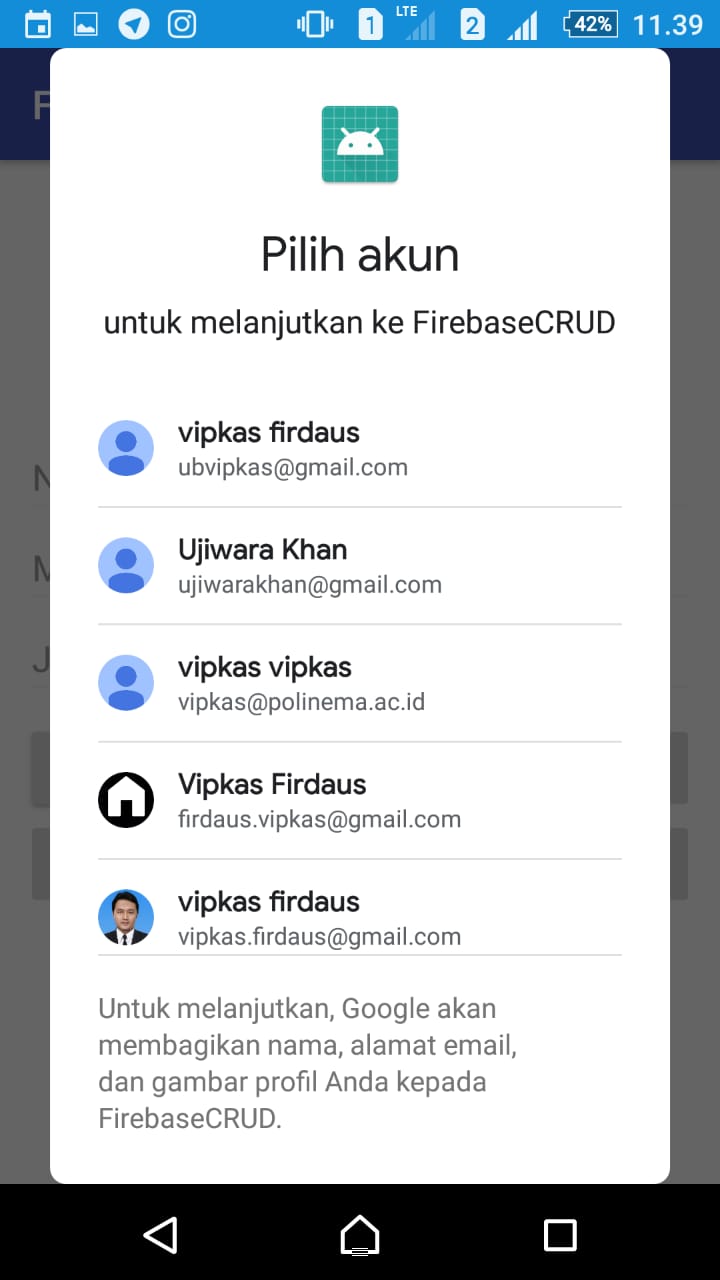 1
LTE
2
42%
11.39
F
Pilih akun
untuk melanjutkan ke FirebaseCRUD
N
M
J
vipkas firdaus
ubvipkas@gmail.com
Ujiwara Khan
ujiwarakhan@gmail.com
vipkas vipkas
vipkas@polinema.ac.id
Vipkas Firdaus
firdaus.vipkas@gmail.com
vipkas firdaus
vipkas.firdaus@gmail.com
Untuk melanjutkan, Google akan
membagikan nama, alamat email,
dan gambar profil Anda kepada
FirebaseCRUD.